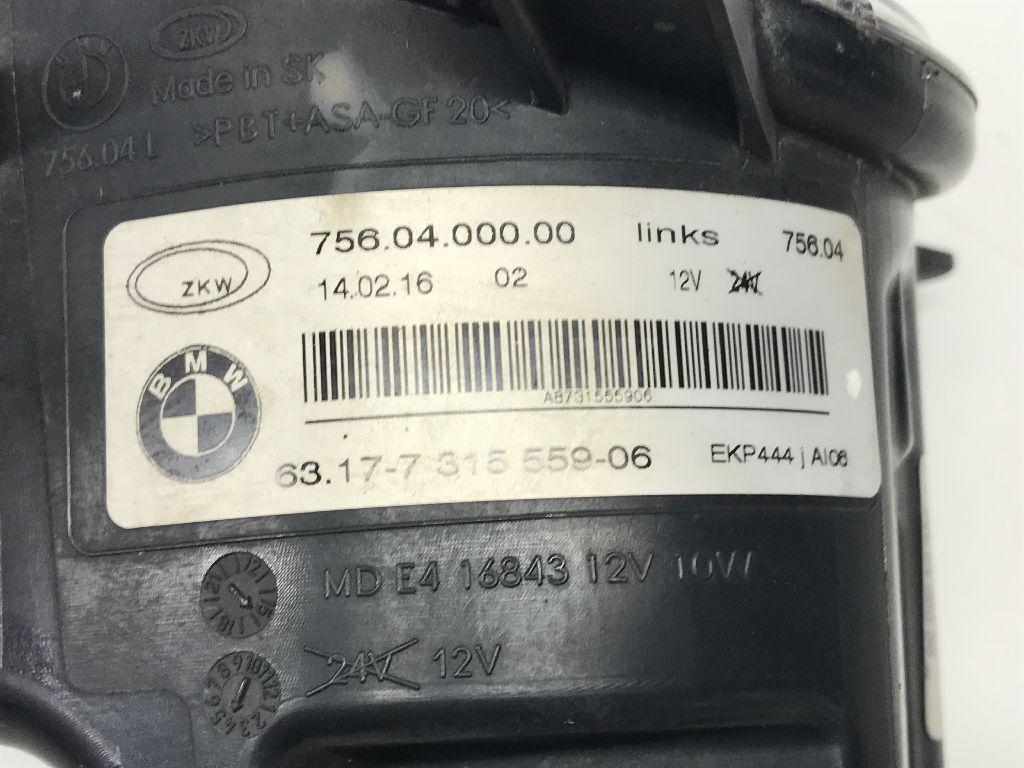 ZKW
Made in SK
>PBT+ASA-GF 20<
756.04 L
756.04.000.00 links 756.04
ZKW
14.02.16 02 12V 24V
A8731555906
BMW
63.17-7 315 559-06 EKP444 j AI06
MD E4 16843 12V 10W
24V 12V